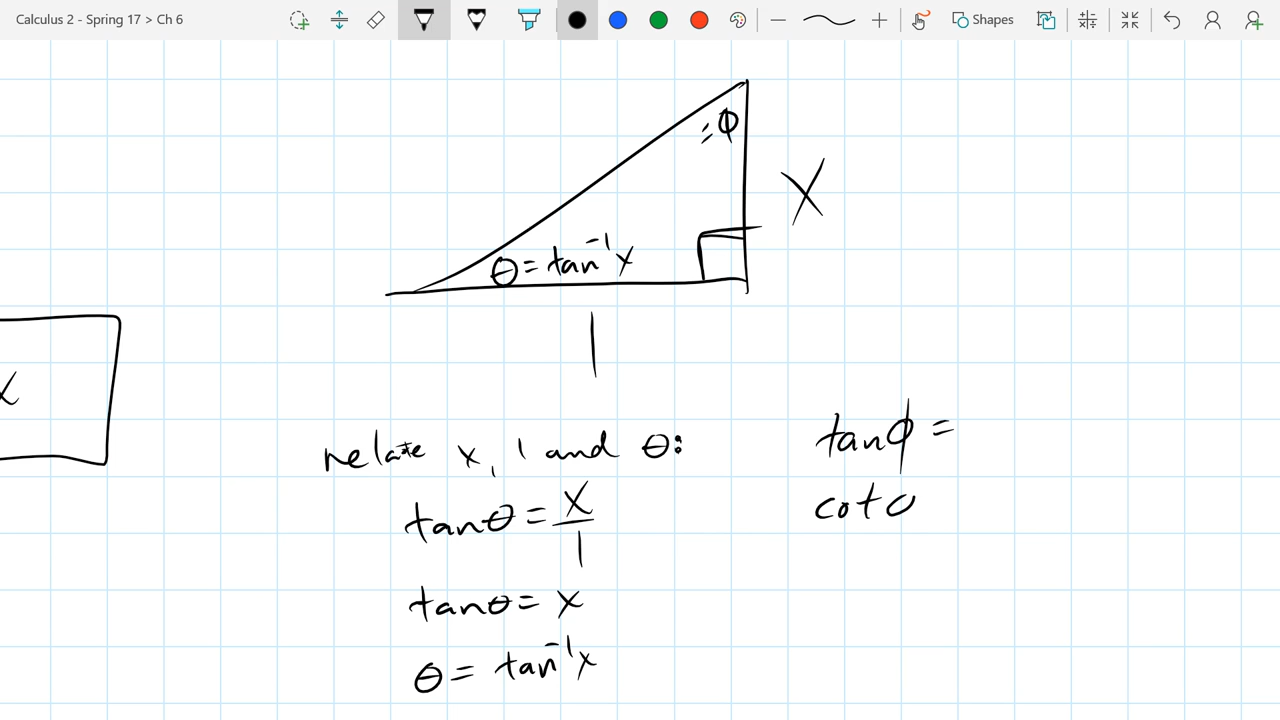 Calculus 2 - Spring 17 > Ch 6
Shapes
= ϕ
X
θ = tan⁻¹x
1
x
relate x, 1 and θ:
tanθ = x/1
tanθ = x
θ = tan⁻¹x
tanϕ =
cot